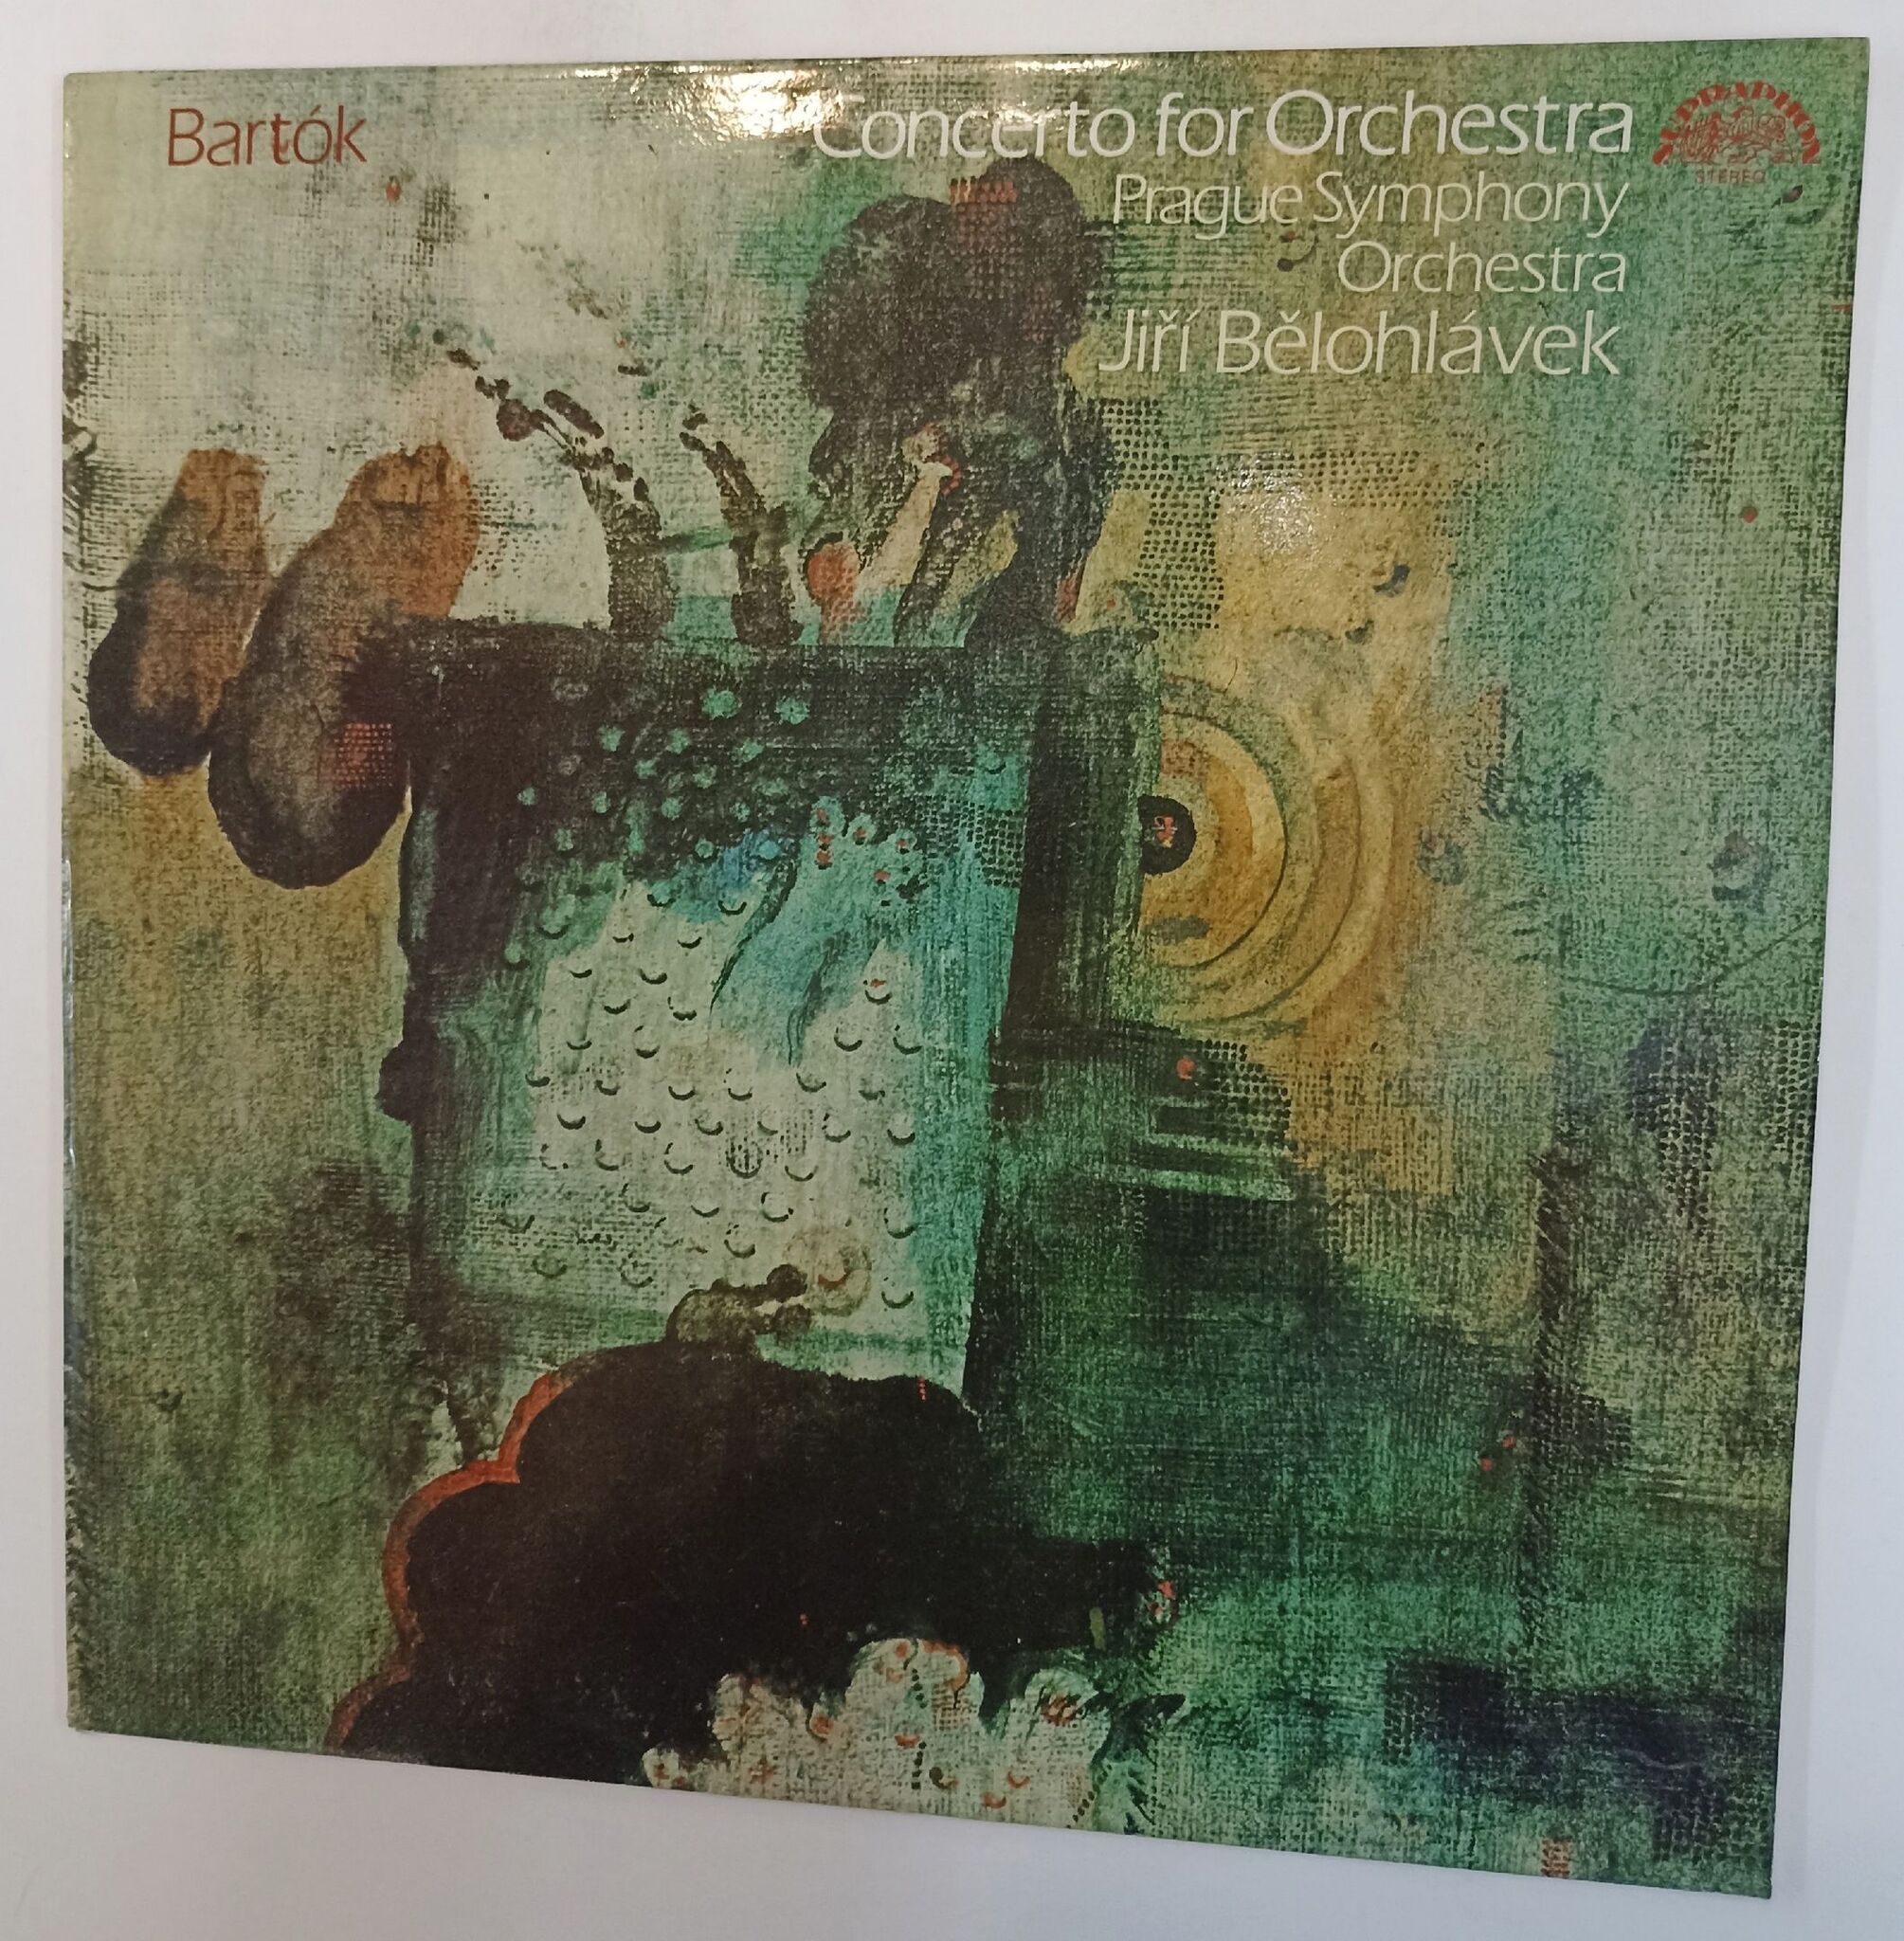 Bartók
Concerto for Orchestra
Prague Symphony
Orchestra
Jiří Bělohlávek
SUPRAPHON
STEREO